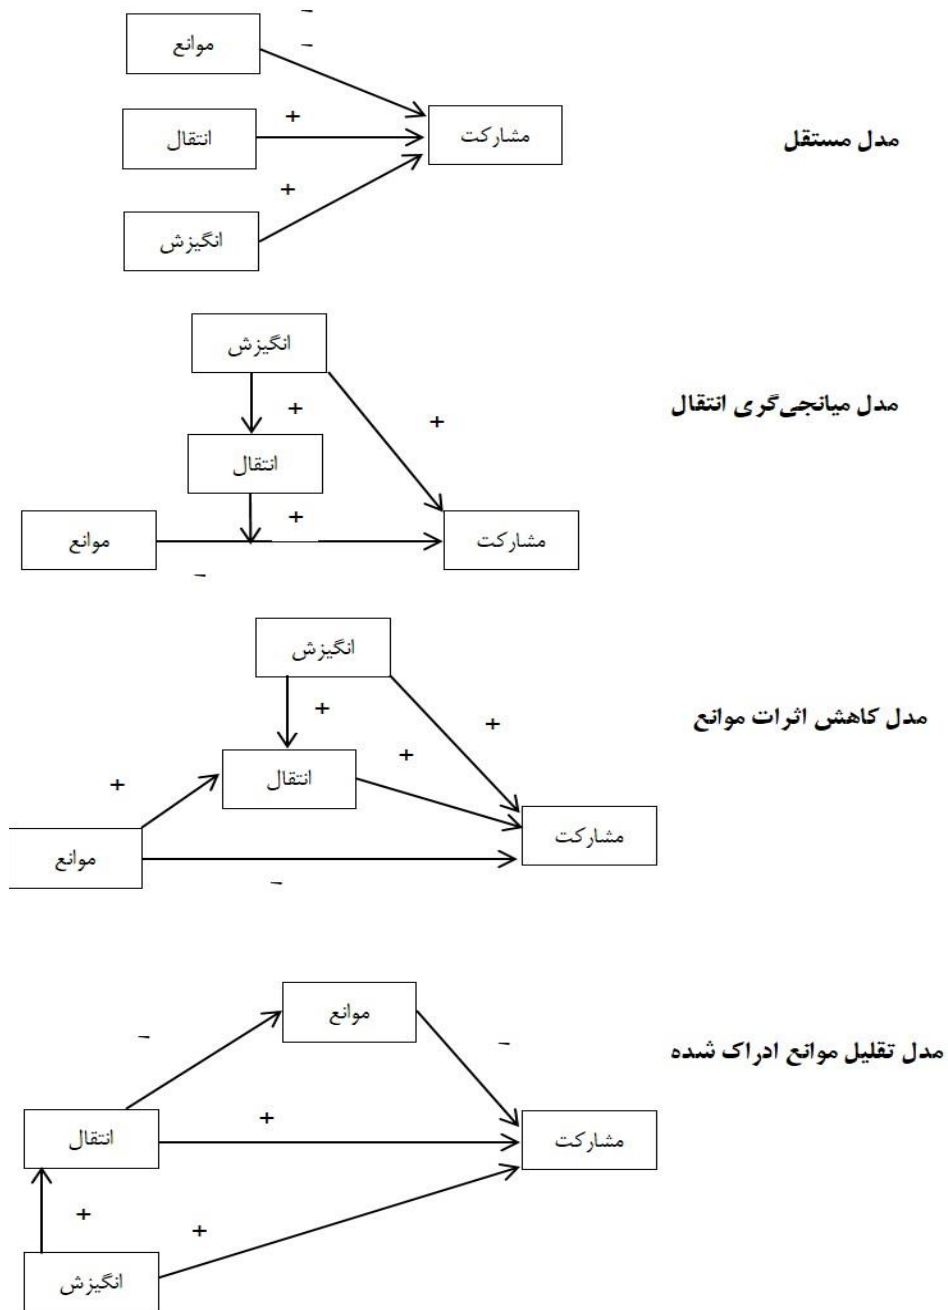 موانع
–
–
انتقال
+
مشارکت
مدل مستقل
+
انگیزش
انگیزش
+
+
مدل میانجی‌گری انتقال
انتقال
+
موانع
مشارکت
–
انگیزش
+
+
مدل کاهش اثرات موانع
انتقال
+
+
مشارکت
موانع
–
موانع
–
–
مدل تقلیل موانع ادراک شده
انتقال
+
مشارکت
+
+
انگیزش